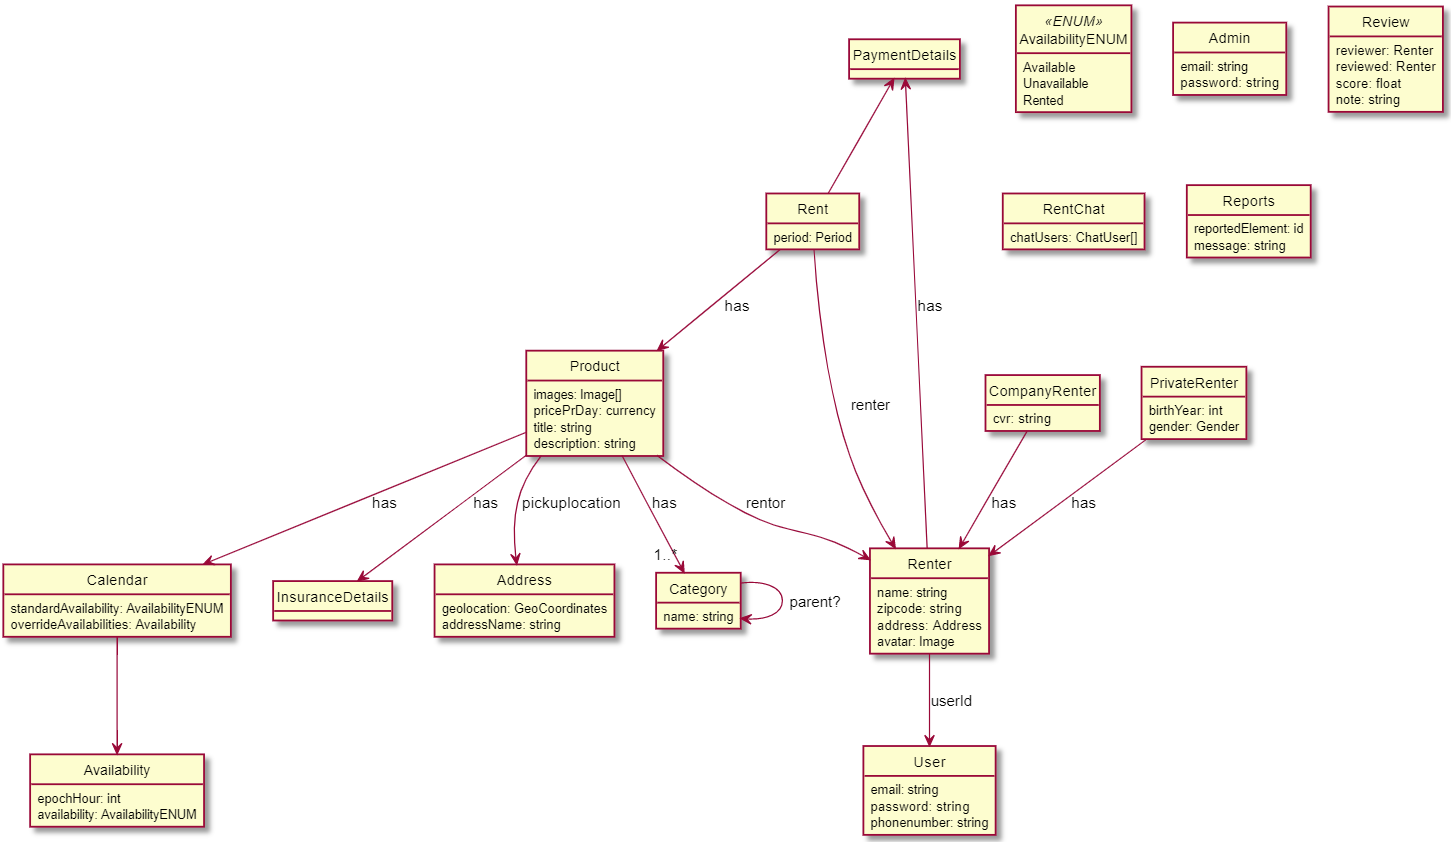 PaymentDetails
«ENUM»
AvailabilityENUM
Available
Unavailable
Rented
Admin
email: string
password: string
Review
reviewer: Renter
reviewed: Renter
score: float
note: string
Rent
period: Period
RentChat
chatUsers: ChatUser[]
Reports
reportedElement: id
message: string
has
has
Product
images: Image[]
pricePrDay: currency
title: string
description: string
renter
CompanyRenter
cvr: string
PrivateRenter
birthYear: int
gender: Gender
has
has
pickuplocation
has
rentor
has
has
1..*
Calendar
standardAvailability: AvailabilityENUM
overrideAvailabilities: Availability
InsuranceDetails
Address
geolocation: GeoCoordinates
addressName: string
Category
name: string
parent?
Renter
name: string
zipcode: string
address: Address
avatar: Image
userId
Availability
epochHour: int
availability: AvailabilityENUM
User
email: string
password: string
phonenumber: string